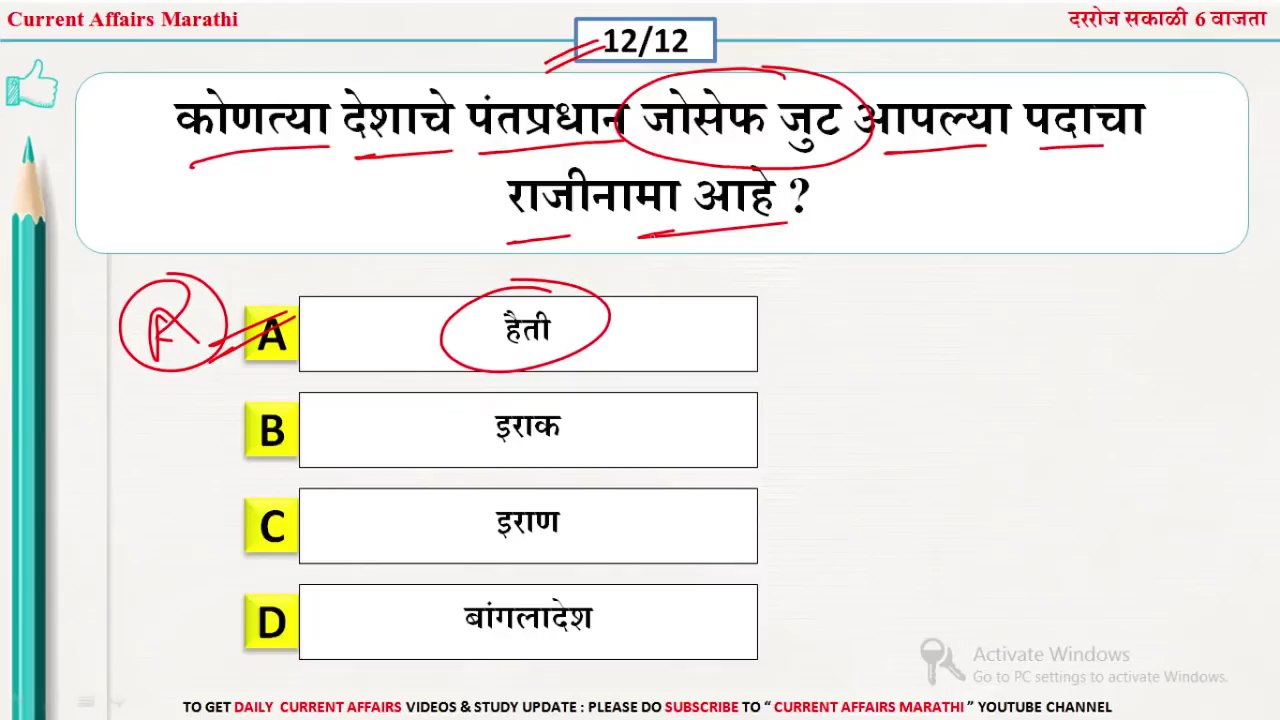 Current Affairs Marathi
दररोज सकाळी 6 वाजता
12/12
कोणत्या देशाचे पंतप्रधान जोसेफ जुट आपल्या पदाचा
राजीनामा आहे ?
A
A हैती
B इराक
C इराण
D बांगलादेश
Activate Windows
Go to PC settings to activate Windows.
TO GET DAILY CURRENT AFFAIRS VIDEOS & STUDY UPDATE : PLEASE DO SUBSCRIBE TO “ CURRENT AFFAIRS MARATHI ” YOUTUBE CHANNEL